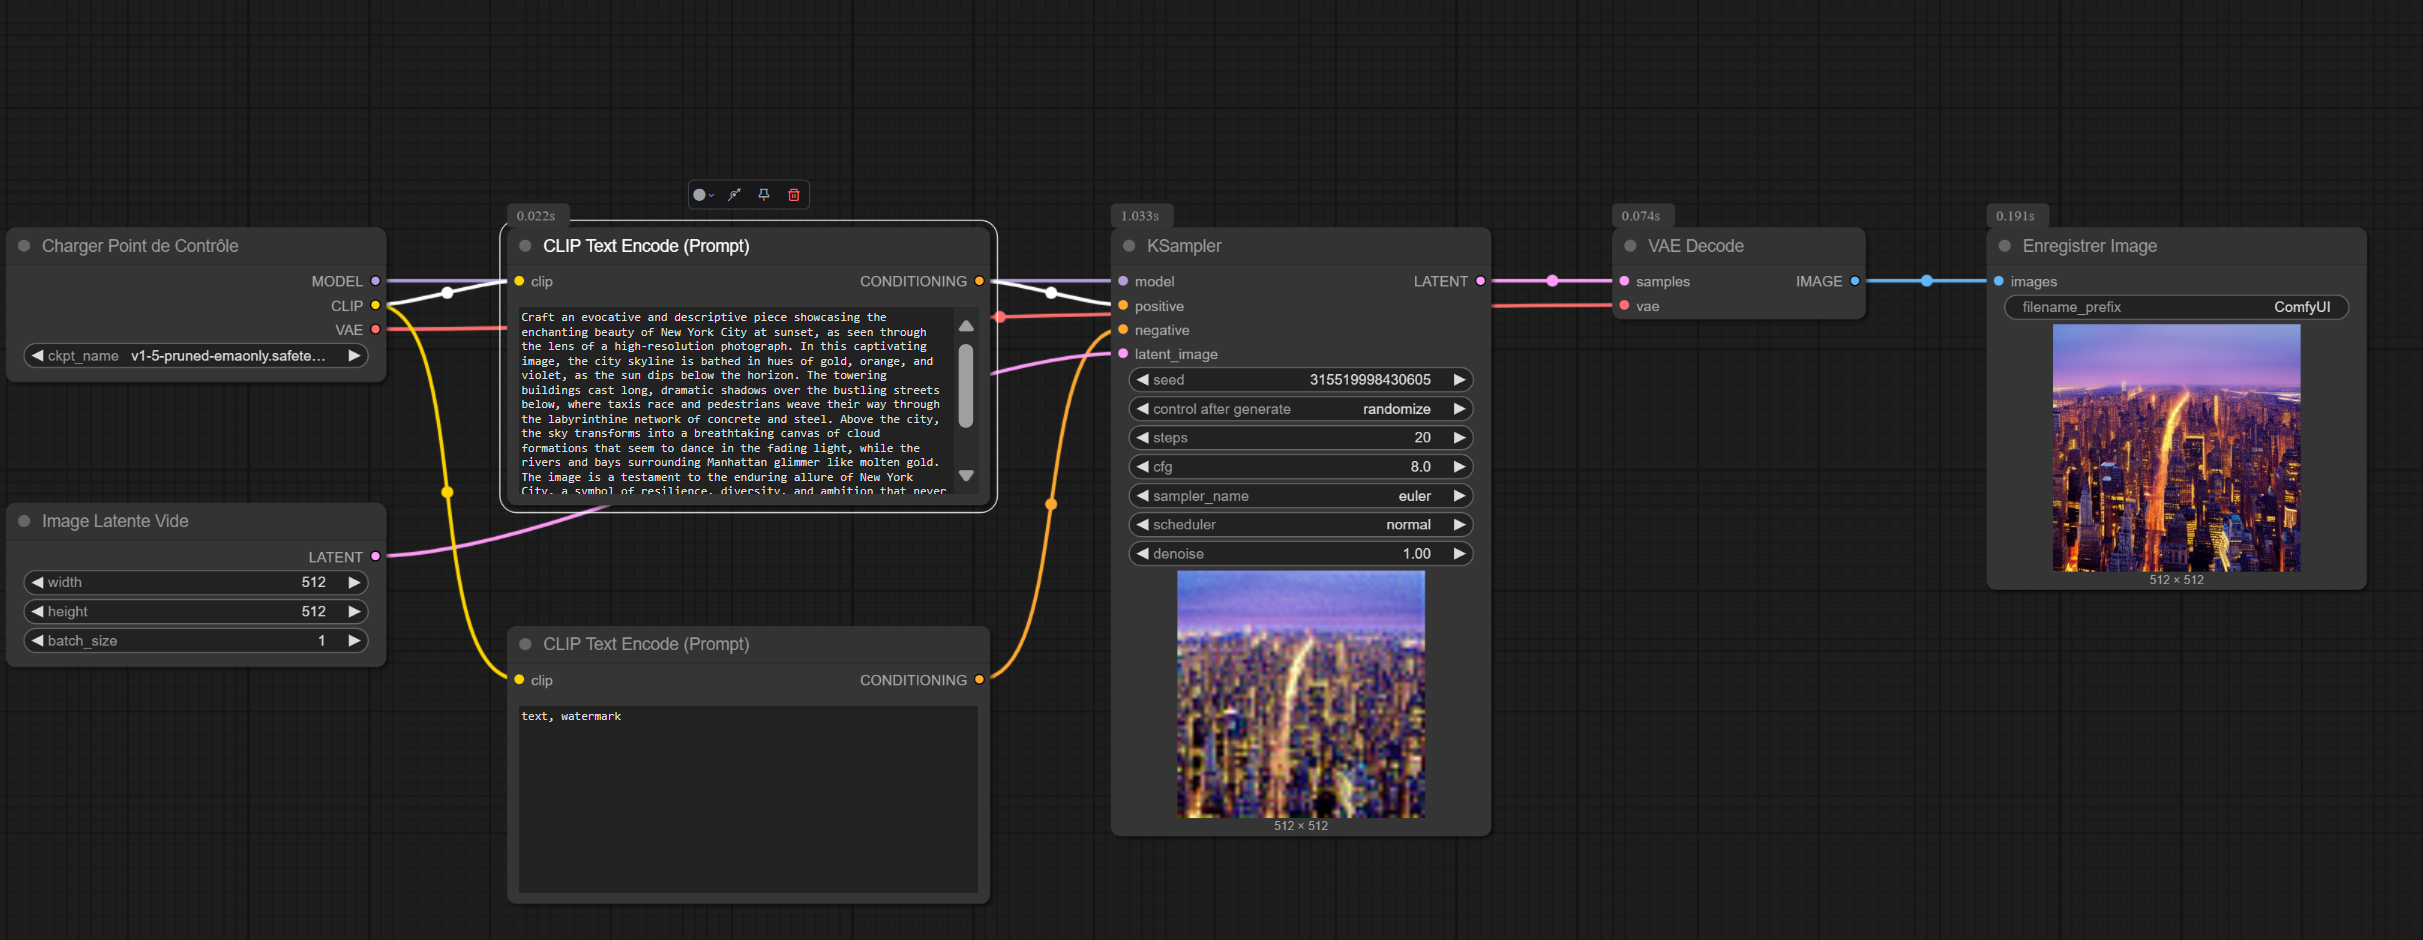 Charger Point de Contrôle
MODEL
CLIP
VAE
ckpt_name v1-5-pruned-emaonly.safete...
Image Latente Vide
LATENT
width 512
height 512
batch_size 1
0.022s
CLIP Text Encode (Prompt)
clip CONDITIONING
Craft an evocative and descriptive piece showcasing the
enchanting beauty of New York City at sunset, as seen through
the lens of a high-resolution photograph. In this captivating
image, the city skyline is bathed in hues of gold, orange, and
violet, as the sun dips below the horizon. The towering
buildings cast long, dramatic shadows over the bustling streets
below, where taxis race and pedestrians weave their way through
the labyrinthine network of concrete and steel. Above the city,
the sky transforms into a breathtaking canvas of cloud
formations that seem to dance in the fading light, while the
rivers and bays surrounding Manhattan glimmer like molten gold.
The image is a testament to the enduring allure of New York
City, a symbol of resilience, diversity, and ambition that never
CLIP Text Encode (Prompt)
clip CONDITIONING
text, watermark
1.033s
KSampler
model LATENT
positive
negative
latent_image
seed 315519998430605
control after generate randomize
steps 20
cfg 8.0
sampler_name euler
scheduler normal
denoise 1.00
512 × 512
0.074s
VAE Decode
samples IMAGE
vae
0.191s
Enregistrer Image
images
filename_prefix ComfyUI
512 × 512